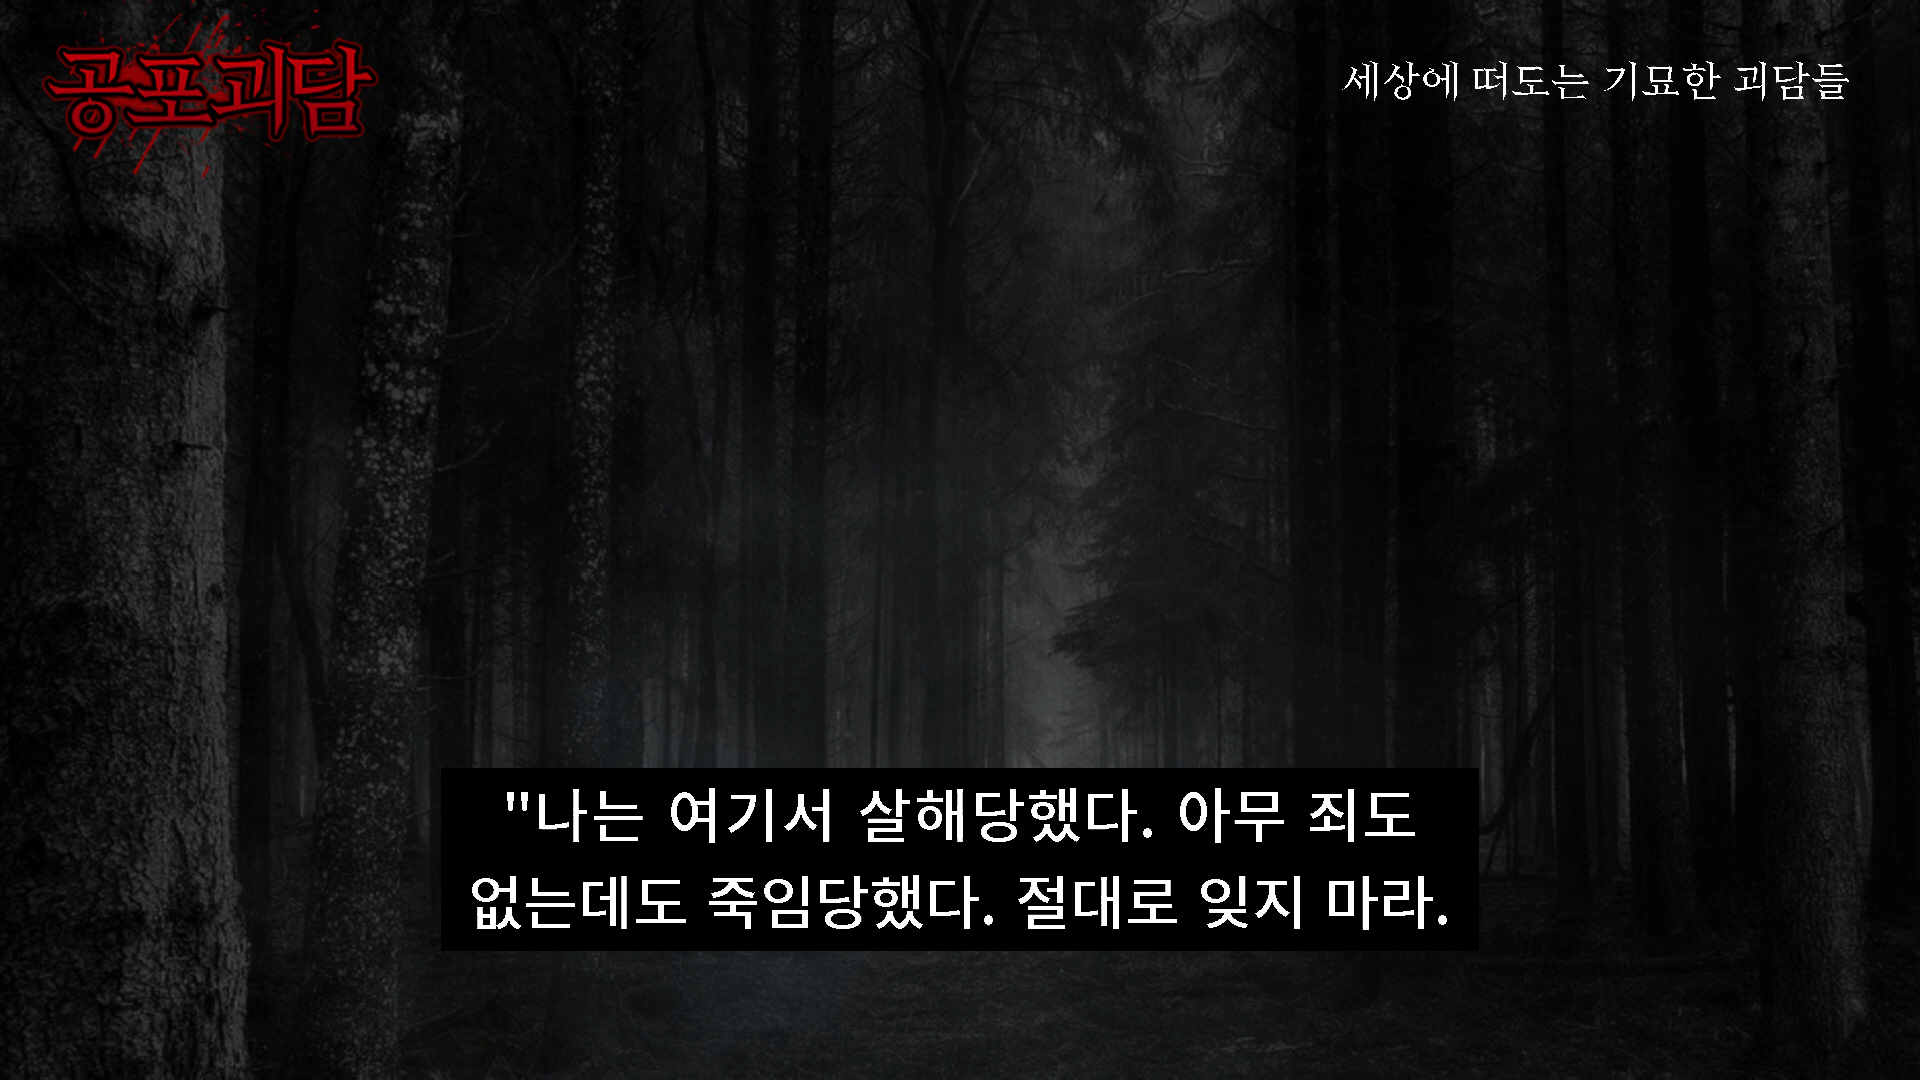 공포괴담
세상에 떠도는 기묘한 괴담들
"나는 여기서 살해당했다. 아무 죄도
없는데도 죽임당했다. 절대로 잊지 마라.